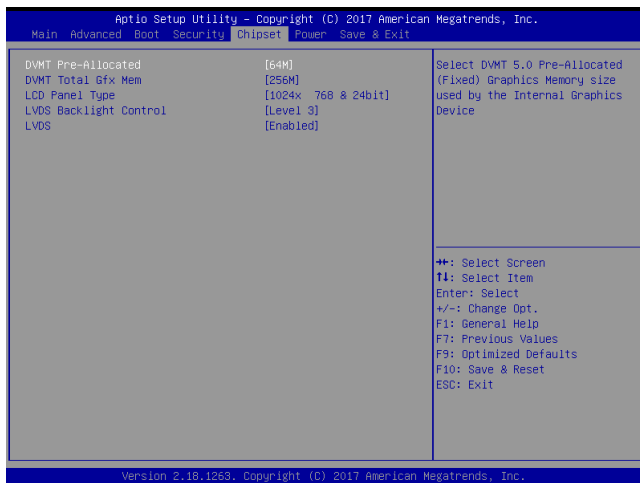 Aptio Setup Utility – Copyright (C) 2017 American Megatrends, Inc.
Main Advanced Boot Security Chipset Power Save & Exit
DVMT Pre-Allocated [64M]
DVMT Total Gfx Mem [256M]
LCD Panel Type [1024x 768 & 24bit]
LVDS Backlight Control [Level 3]
LVDS [Enabled]
Select DVMT 5.0 Pre-Allocated
(Fixed) Graphics Memory size
used by the Internal Graphics
Device
→←: Select Screen
↑↓: Select Item
Enter: Select
+/-: Change Opt.
F1: General Help
F7: Previous Values
F9: Optimized Defaults
F10: Save & Reset
ESC: Exit
Version 2.18.1263. Copyright (C) 2017 American Megatrends, Inc.